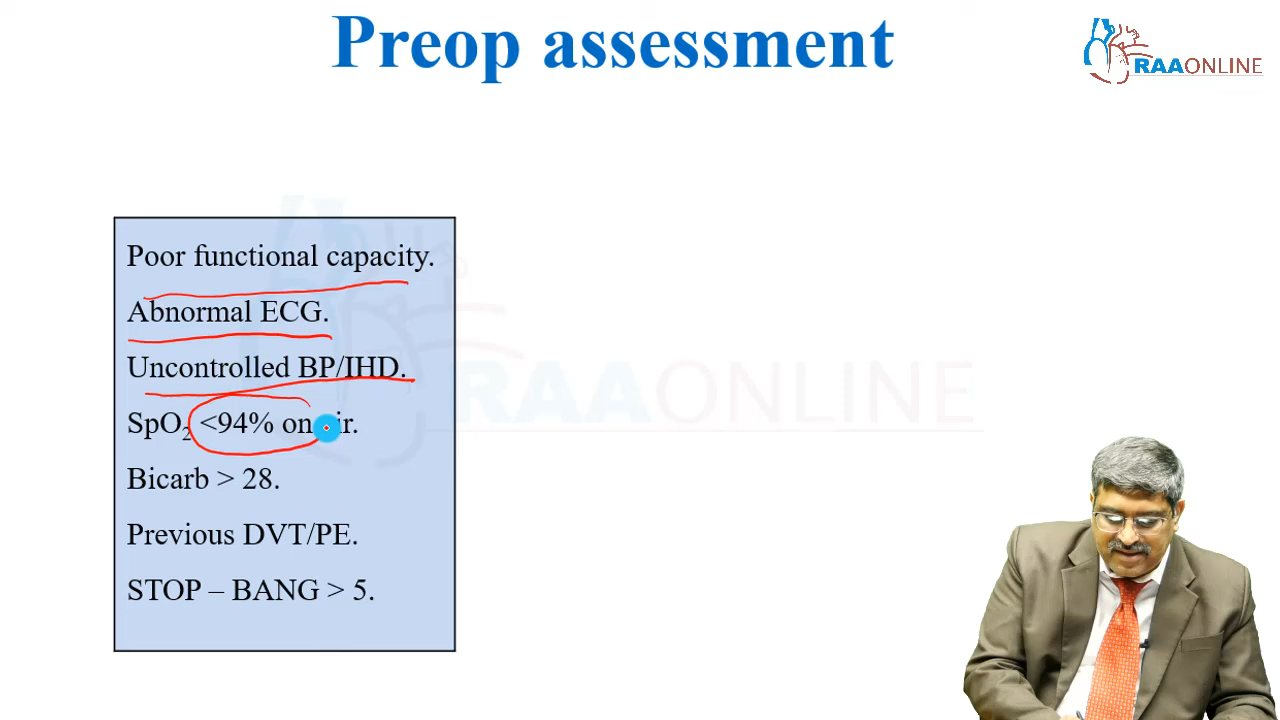 Preop assessment
RAAONLINE
Poor functional capacity.
Abnormal ECG.
Uncontrolled BP/IHD.
SpO₂ <94% on air.
Bicarb > 28.
Previous DVT/PE.
STOP – BANG > 5.
RAAONLINE